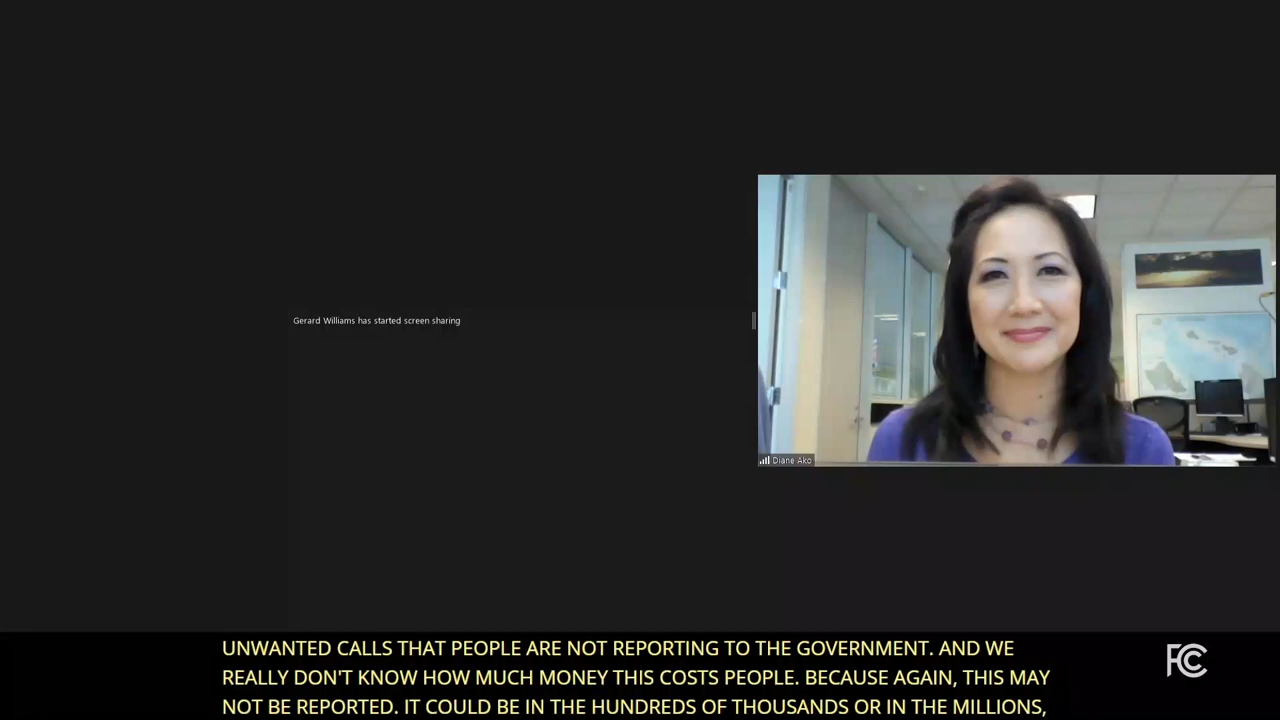 Gerard Williams has started screen sharing
Diane Ako
UNWANTED CALLS THAT PEOPLE ARE NOT REPORTING TO THE GOVERNMENT. AND WE
REALLY DON'T KNOW HOW MUCH MONEY THIS COSTS PEOPLE. BECAUSE AGAIN, THIS MAY
NOT BE REPORTED. IT COULD BE IN THE HUNDREDS OF THOUSANDS OR IN THE MILLIONS,
FCC